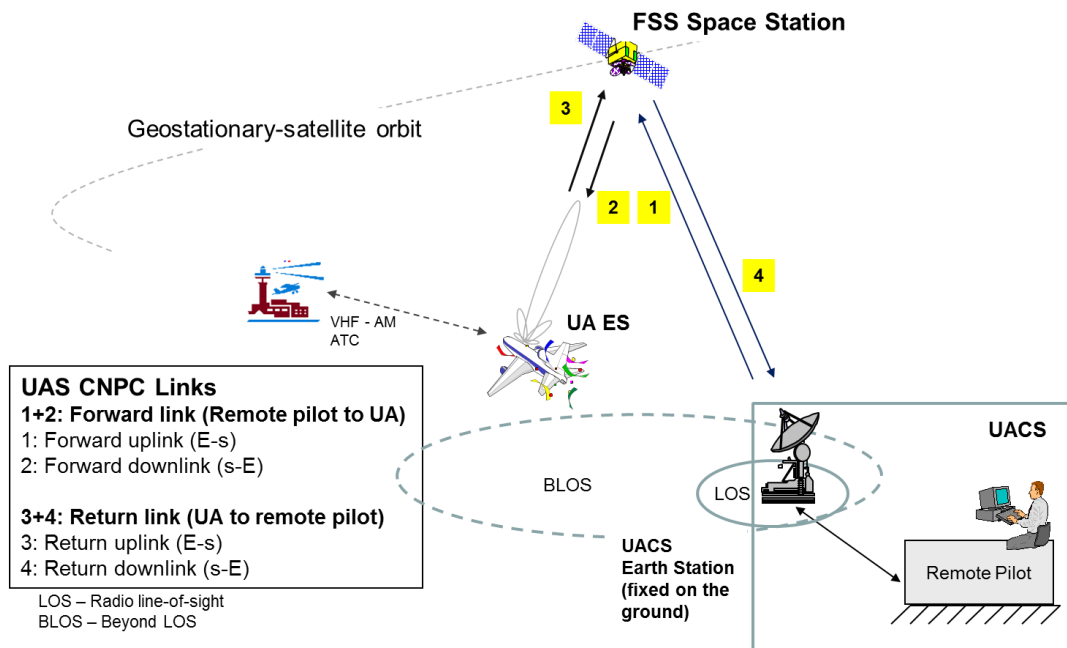 FSS Space Station
3
Geostationary-satellite orbit
2
1
4
VHF - AM
ATC
UA ES
UAS CNPC Links
1+2: Forward link (Remote pilot to UA)
1: Forward uplink (E-s)
2: Forward downlink (s-E)
3+4: Return link (UA to remote pilot)
3: Return uplink (E-s)
4: Return downlink (s-E)
LOS – Radio line-of-sight
BLOS – Beyond LOS
BLOS
LOS
UACS
Earth Station
(fixed on the
ground)
UACS
Remote Pilot